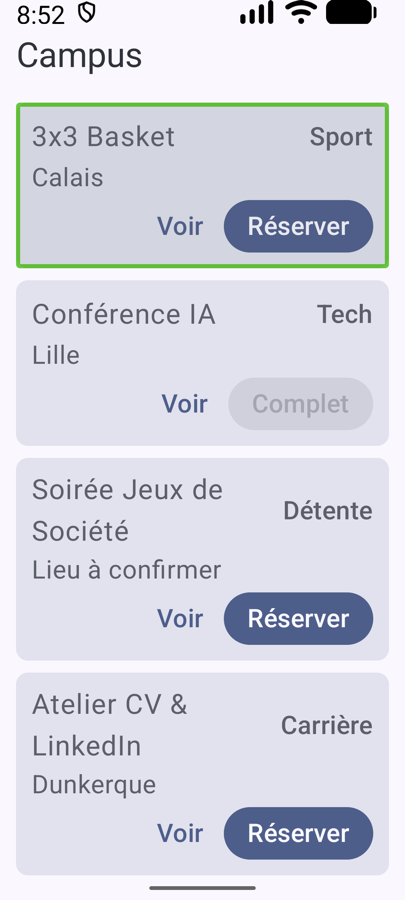 8:52
Campus
3x3 Basket
Sport
Calais
Voir
Réserver
Conférence IA
Tech
Lille
Voir
Complet
Soirée Jeux de
Société
Détente
Lieu à confirmer
Voir
Réserver
Atelier CV &
LinkedIn
Carrière
Dunkerque
Voir
Réserver